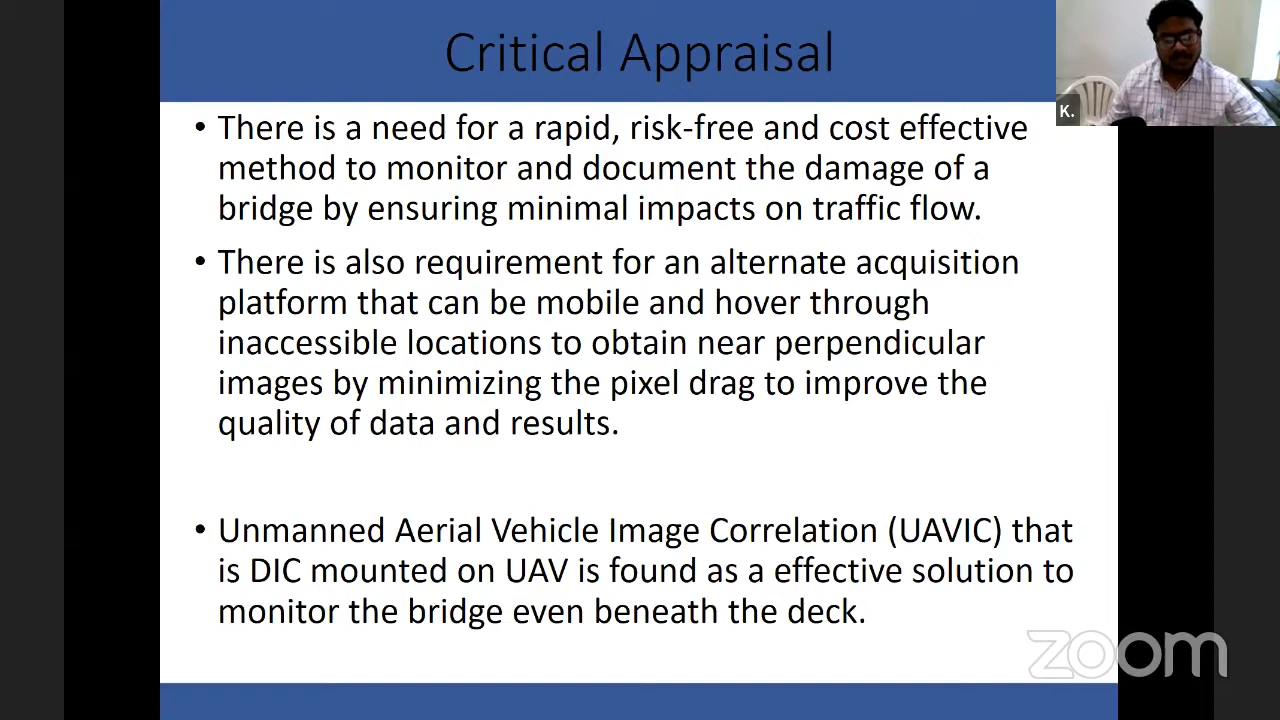 Critical Appraisal
K.
• There is a need for a rapid, risk-free and cost effective
method to monitor and document the damage of a
bridge by ensuring minimal impacts on traffic flow.
• There is also requirement for an alternate acquisition
platform that can be mobile and hover through
inaccessible locations to obtain near perpendicular
images by minimizing the pixel drag to improve the
quality of data and results.
• Unmanned Aerial Vehicle Image Correlation (UAVIC) that
is DIC mounted on UAV is found as a effective solution to
monitor the bridge even beneath the deck.
zoom